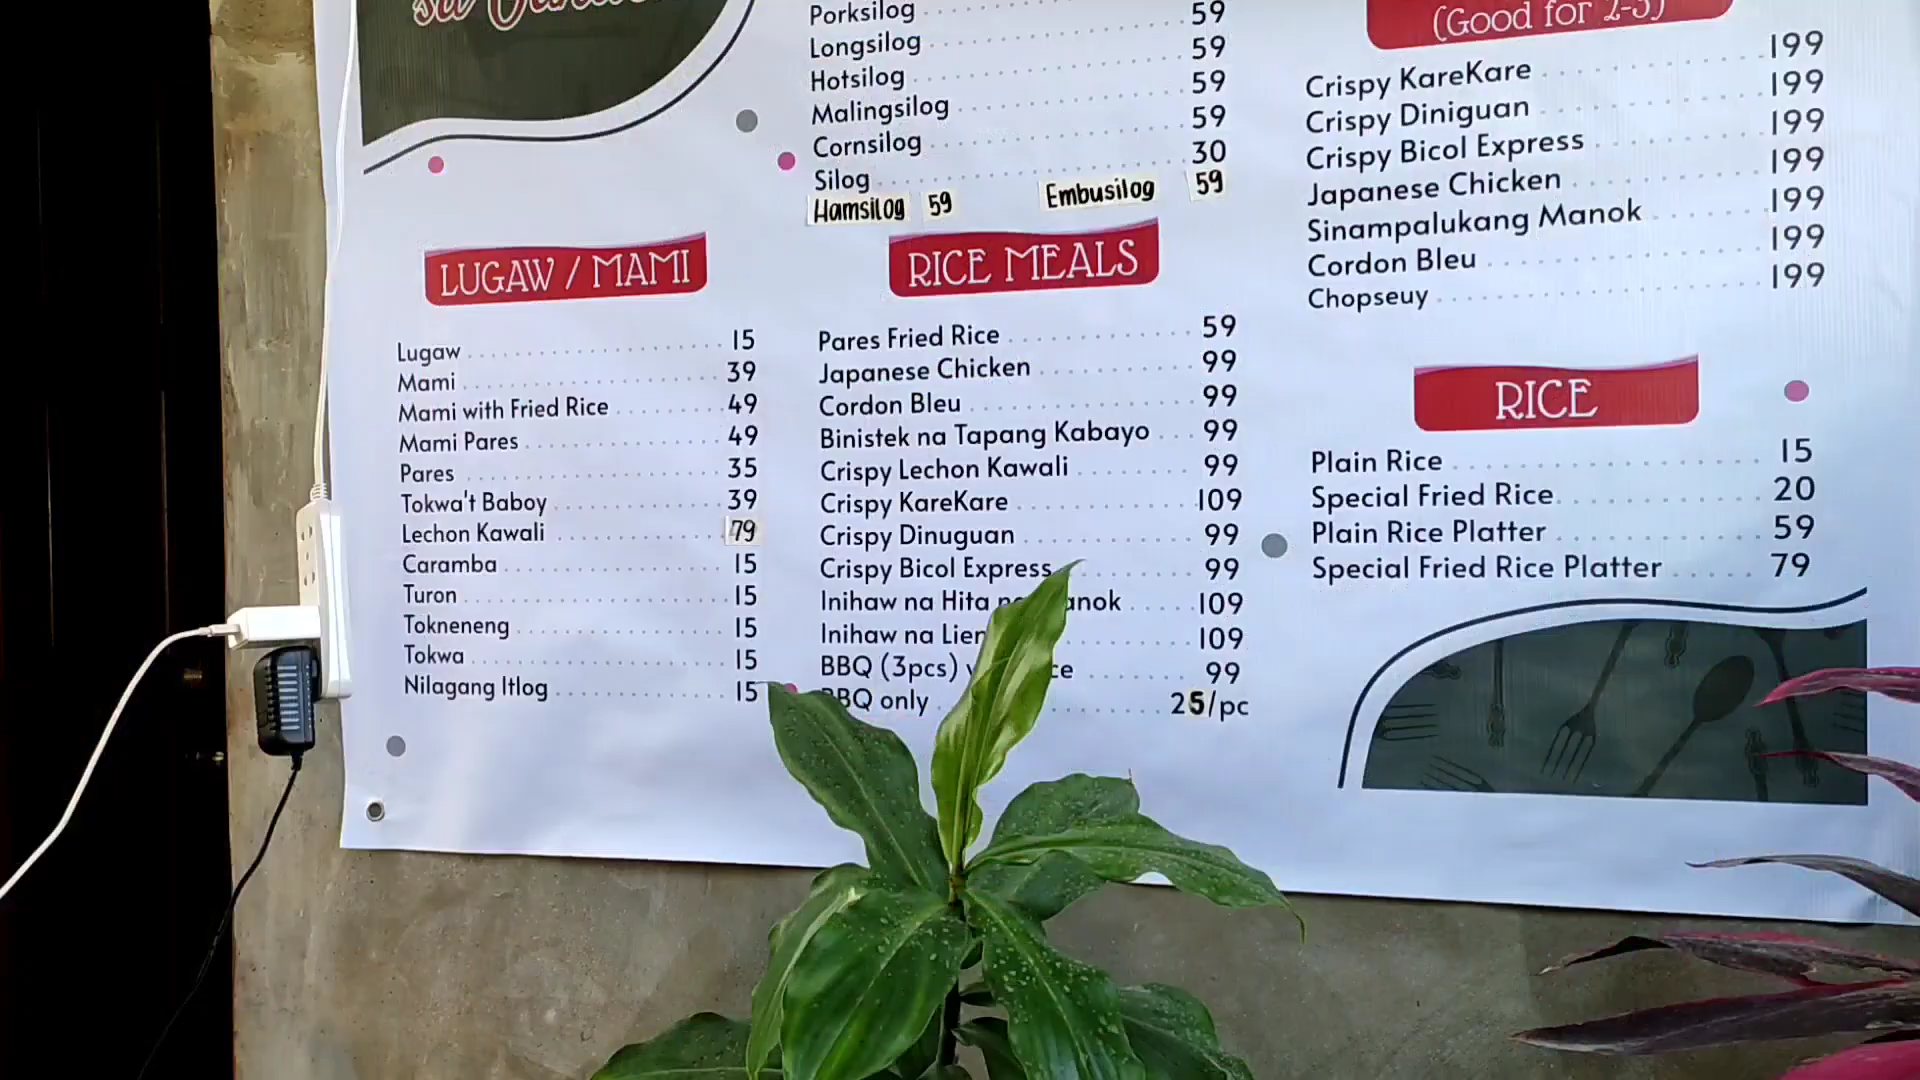 sa
Porksilog 59
Longsilog 59
Hotsilog 59
Malingsilog 59
Cornsilog 59
Silog 30
Hamsilog 59 Embusilog 59
LUGAW / MAMI
Lugaw 15
Mami 39
Mami with Fried Rice 49
Mami Pares 49
Pares 35
Tokwa't Baboy 39
Lechon Kawali 79
Caramba 15
Turon 15
Tokneneng 15
Tokwa 15
Nilagang Itlog 15
RICE MEALS
Pares Fried Rice 59
Japanese Chicken 99
Cordon Bleu 99
Binistek na Tapang Kabayo 99
Crispy Lechon Kawali 99
Crispy KareKare 109
Crispy Dinuguan 99
Crispy Bicol Express 99
Inihaw na Hita 109
Inihaw na 109
BBQ (3pcs) 99
BBQ only 25/pc
(Good for 2-3)
Crispy KareKare 199
Crispy Diniguan 199
Crispy Bicol Express 199
Japanese Chicken 199
Sinampalukang Manok 199
Cordon Bleu 199
Chopseuy 199
RICE
Plain Rice 15
Special Fried Rice 20
Plain Rice Platter 59
Special Fried Rice Platter 79